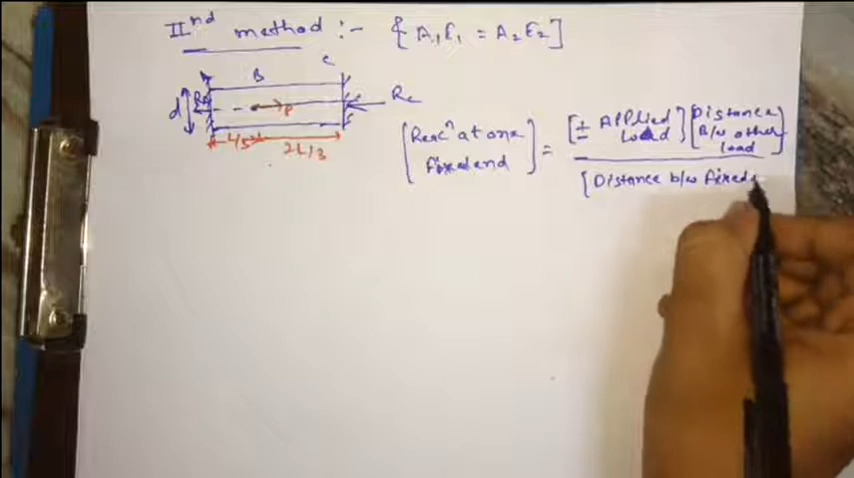 IInd method :- { A1E1 = A2E2 ]
B C
d RA P Rc
L/3 2L/3
[ Reacn at one fixed end ] = [ ± Applied load ] [ Distance B/w other load ]
[ Distance b/w fixed